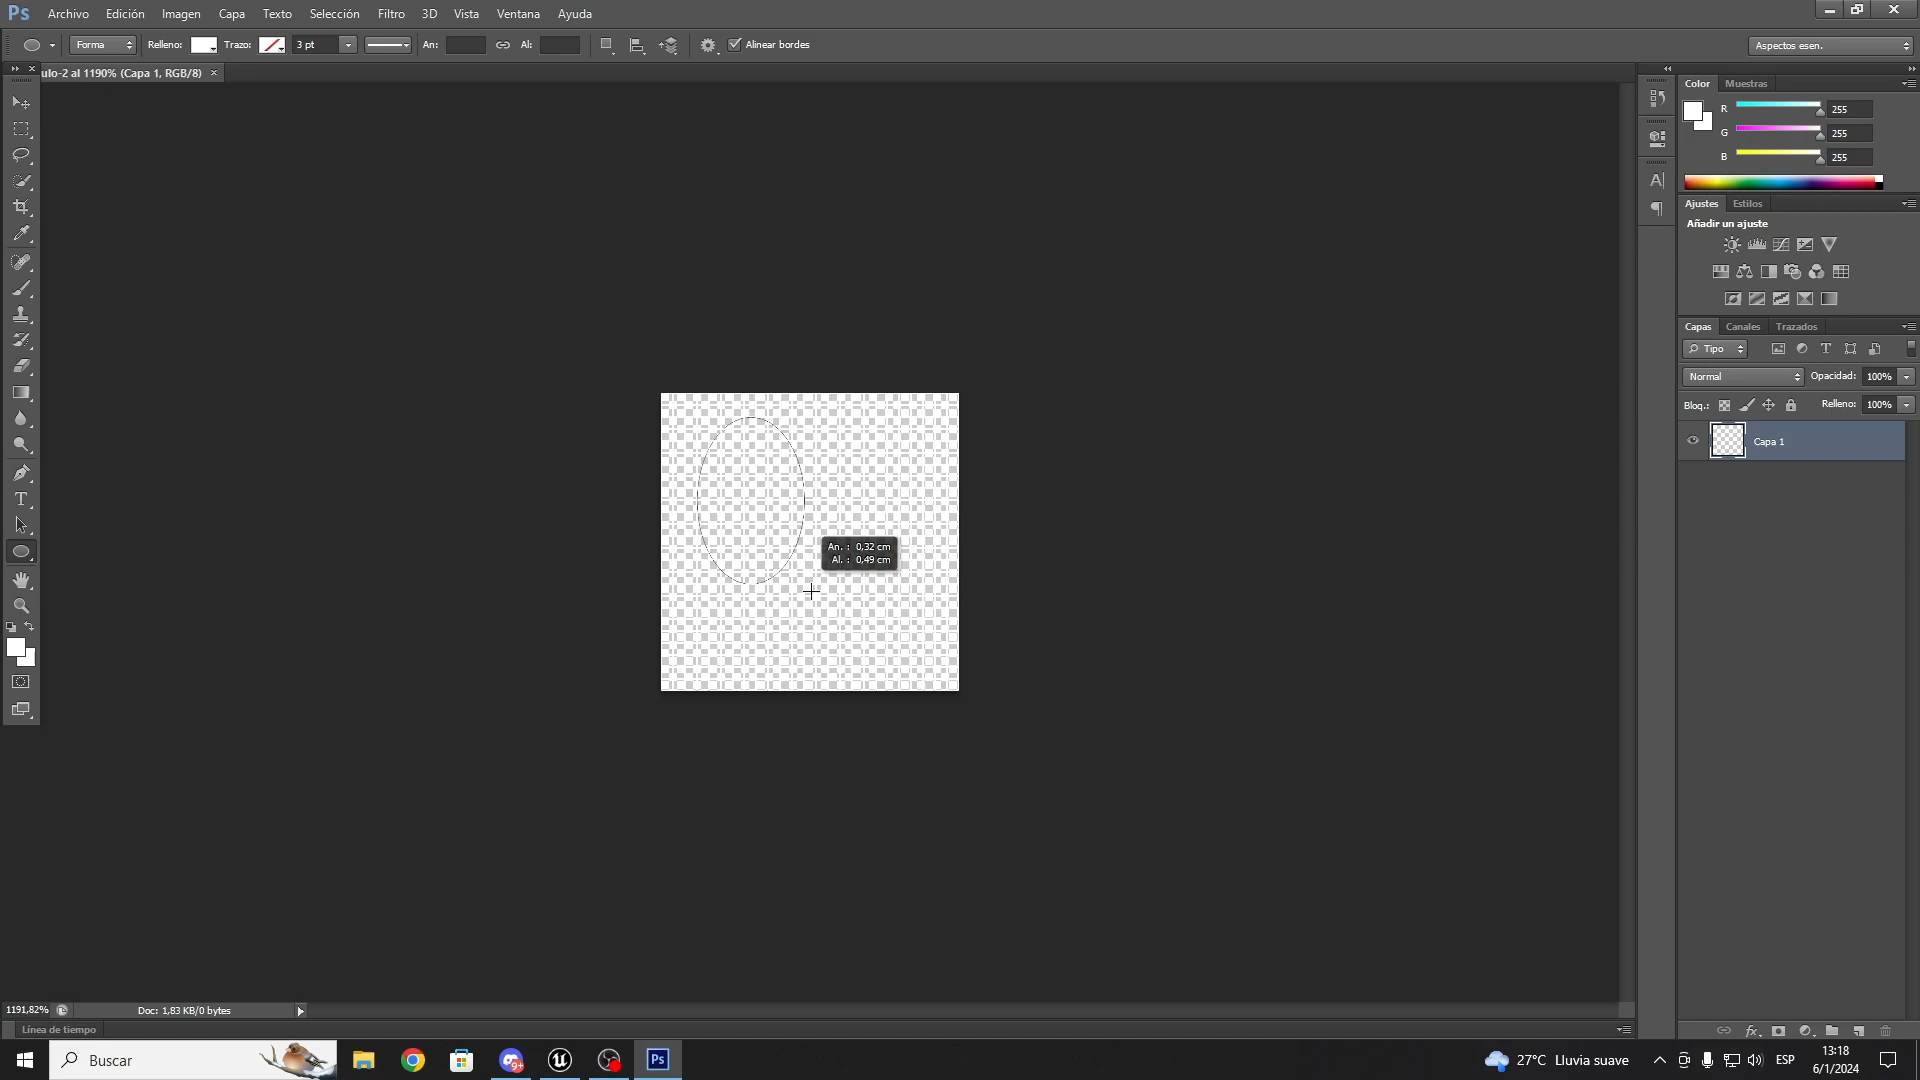 Ps Archivo Edición Imagen Capa Texto Selección Filtro 3D Vista Ventana Ayuda
Forma Relleno: Trazo: 3 pt An: Al: Alinear bordes Aspectos esen.
ulo-2 al 1190% (Capa 1, RGB/8) ×
Color Muestras
R 255
G 255
B 255
Ajustes Estilos
Añadir un ajuste
Capas Canales Trazados
Tipo
Normal Opacidad: 100%
Bloq.: Relleno: 100%
Capa 1
An. : 0,32 cm
Al. : 0,49 cm
1191,82% Doc: 1,83 KB/0 bytes
Línea de tiempo
Buscar
9+
Ps
27°C Lluvia suave
ESP
13:18
6/1/2024